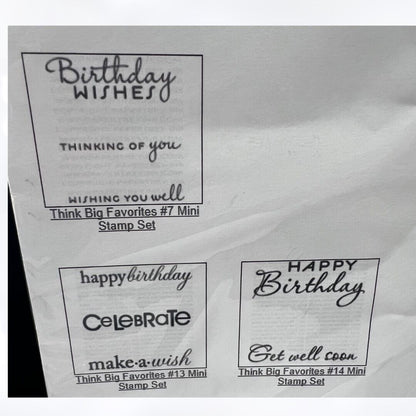 Birthday
WISHES
THINKING OF you
WISHING YOU well
Think Big Favorites #7 Mini
Stamp Set
happy birthday
CeLeBRaTe
make•a•wish
Think Big Favorites #13 Mini
Stamp Set
HAPPY
Birthday
Get well soon
Think Big Favorites #14 Mini
Stamp Set